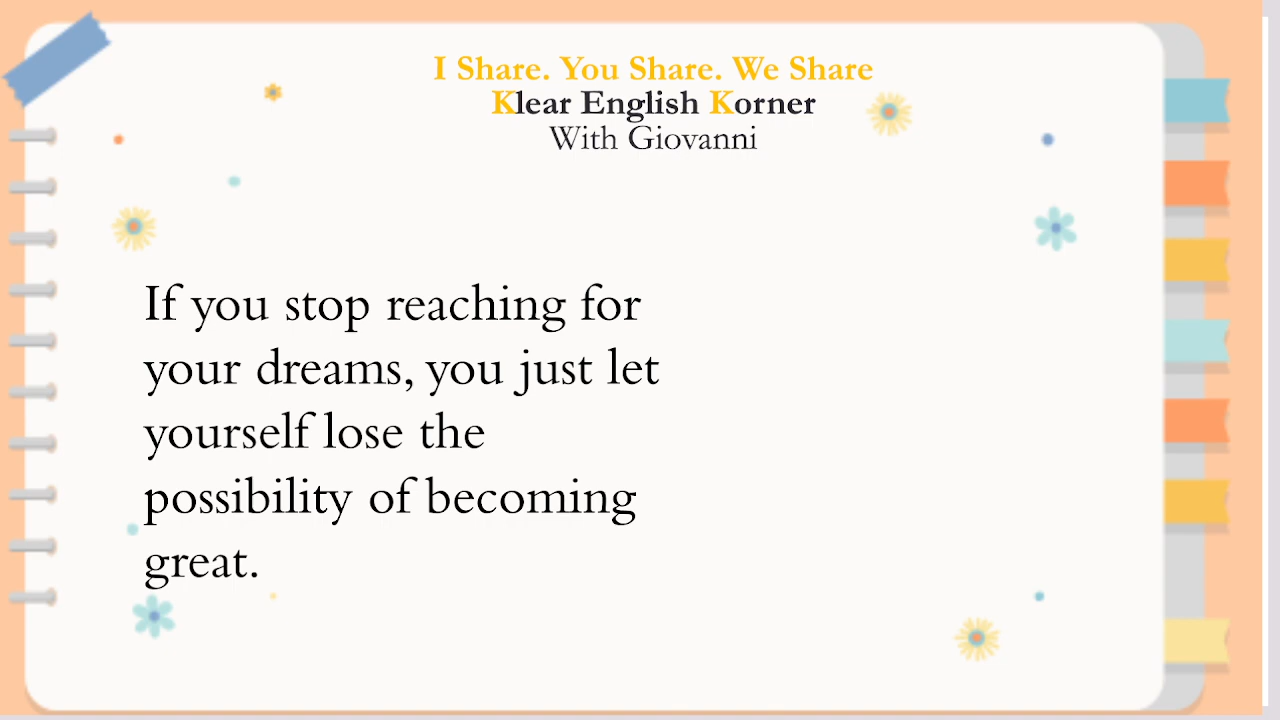 I Share. You Share. We Share
Klear English Korner
With Giovanni
If you stop reaching for
your dreams, you just let
yourself lose the
possibility of becoming
great.